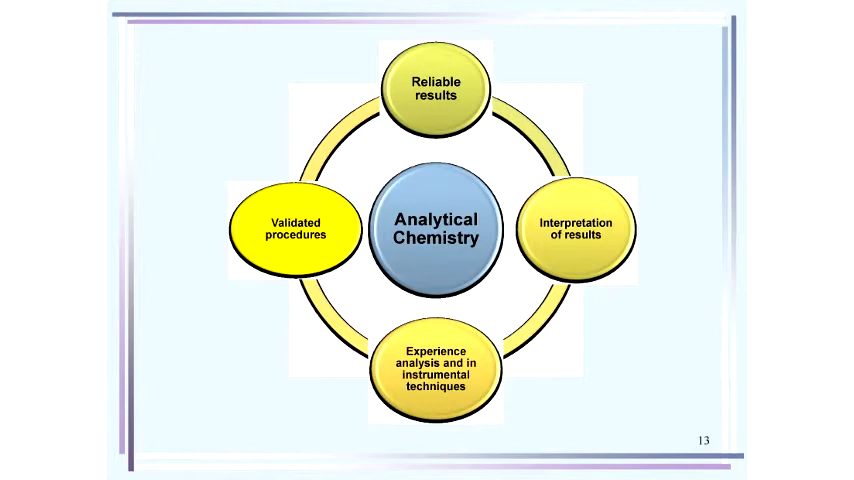 Reliable
results
Validated
procedures
Analytical
Chemistry
Interpretation
of results
Experience
analysis and in
instrumental
techniques
13